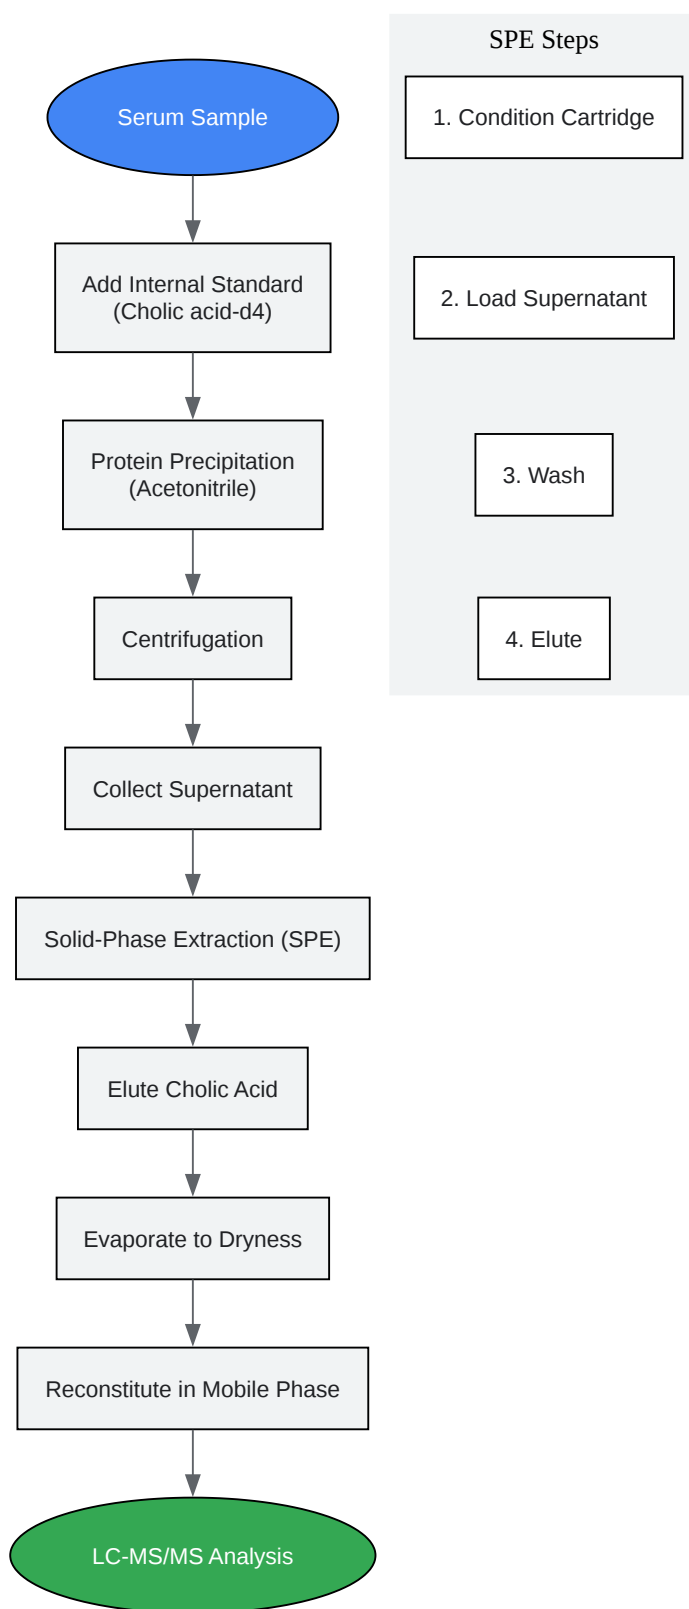 Serum Sample
Add Internal Standard
(Cholic acid-d4)
Protein Precipitation
(Acetonitrile)
Centrifugation
Collect Supernatant
Solid-Phase Extraction (SPE)
Elute Cholic Acid
Evaporate to Dryness
Reconstitute in Mobile Phase
LC-MS/MS Analysis
SPE Steps
1. Condition Cartridge
2. Load Supernatant
3. Wash
4. Elute